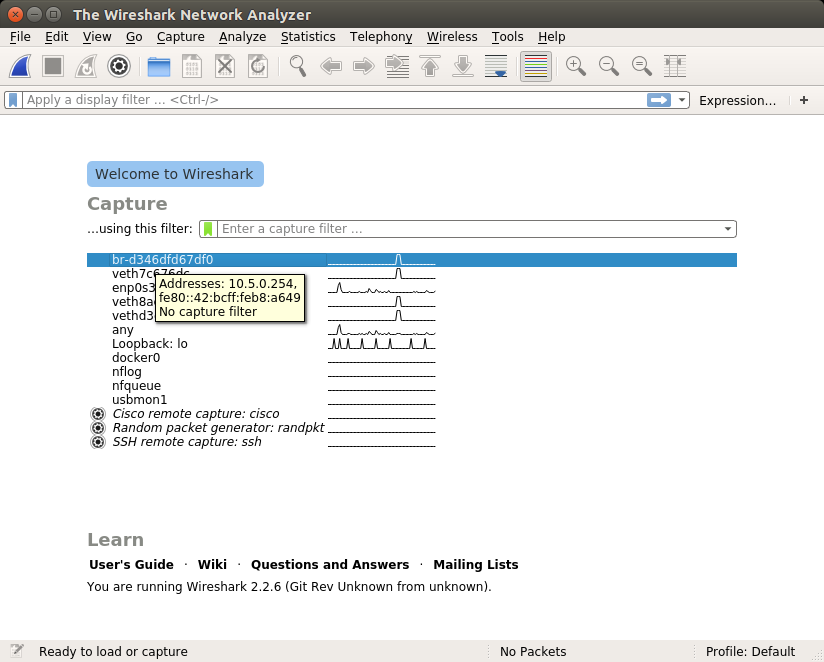 The Wireshark Network Analyzer
File Edit View Go Capture Analyze Statistics Telephony Wireless Tools Help
Apply a display filter … <Ctrl-/> Expression… +
Welcome to Wireshark
Capture
…using this filter: Enter a capture filter …
br-d346dfd67df0
veth7c676dc
Addresses: 10.5.0.254,
enp0s3
fe80::42:bcff:feb8:a649
No capture filter
any
Loopback: lo
docker0
nflog
nfqueue
usbmon1
Cisco remote capture: cisco
Random packet generator: randpkt
SSH remote capture: ssh
Learn
User's Guide · Wiki · Questions and Answers · Mailing Lists
You are running Wireshark 2.2.6 (Git Rev Unknown from unknown).
Ready to load or capture No Packets Profile: Default